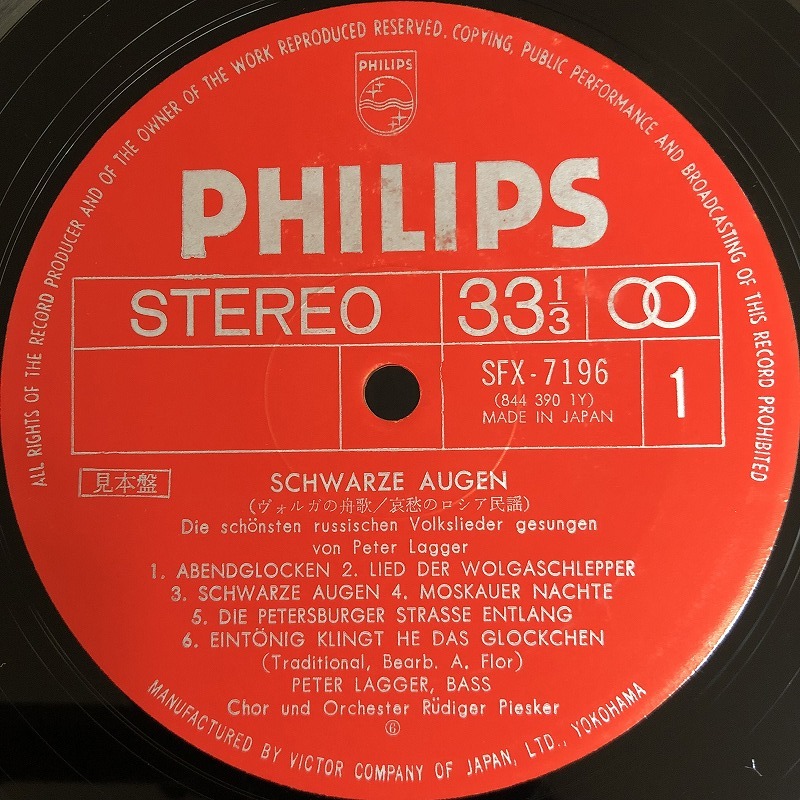 ALL RIGHTS OF THE RECORD PRODUCER AND OF THE OWNER OF THE WORK REPRODUCED RESERVED. COPYING, PUBLIC PERFORMANCE AND BROADCASTING OF THIS RECORD PROHIBITED
PHILIPS
PHILIPS
STEREO 33 1/3
SFX-7196
(844 390 1Y)
MADE IN JAPAN
1
見本盤
SCHWARZE AUGEN
(ヴォルガの舟歌/哀愁のロシア民謡)
Die schönsten russischen Volkslieder gesungen
von Peter Lagger
1. ABENDGLOCKEN 2. LIED DER WOLGASCHLEPPER
3. SCHWARZE AUGEN 4. MOSKAUER NACHTE
5. DIE PETERSBURGER STRASSE ENTLANG
6. EINTÖNIG KLINGT HE DAS GLOCKCHEN
(Traditional, Bearb. A. Flor)
PETER LAGGER, BASS
Chor und Orchester Rüdiger Piesker
⑥
MANUFACTURED BY VICTOR COMPANY OF JAPAN, LTD., YOKOHAMA